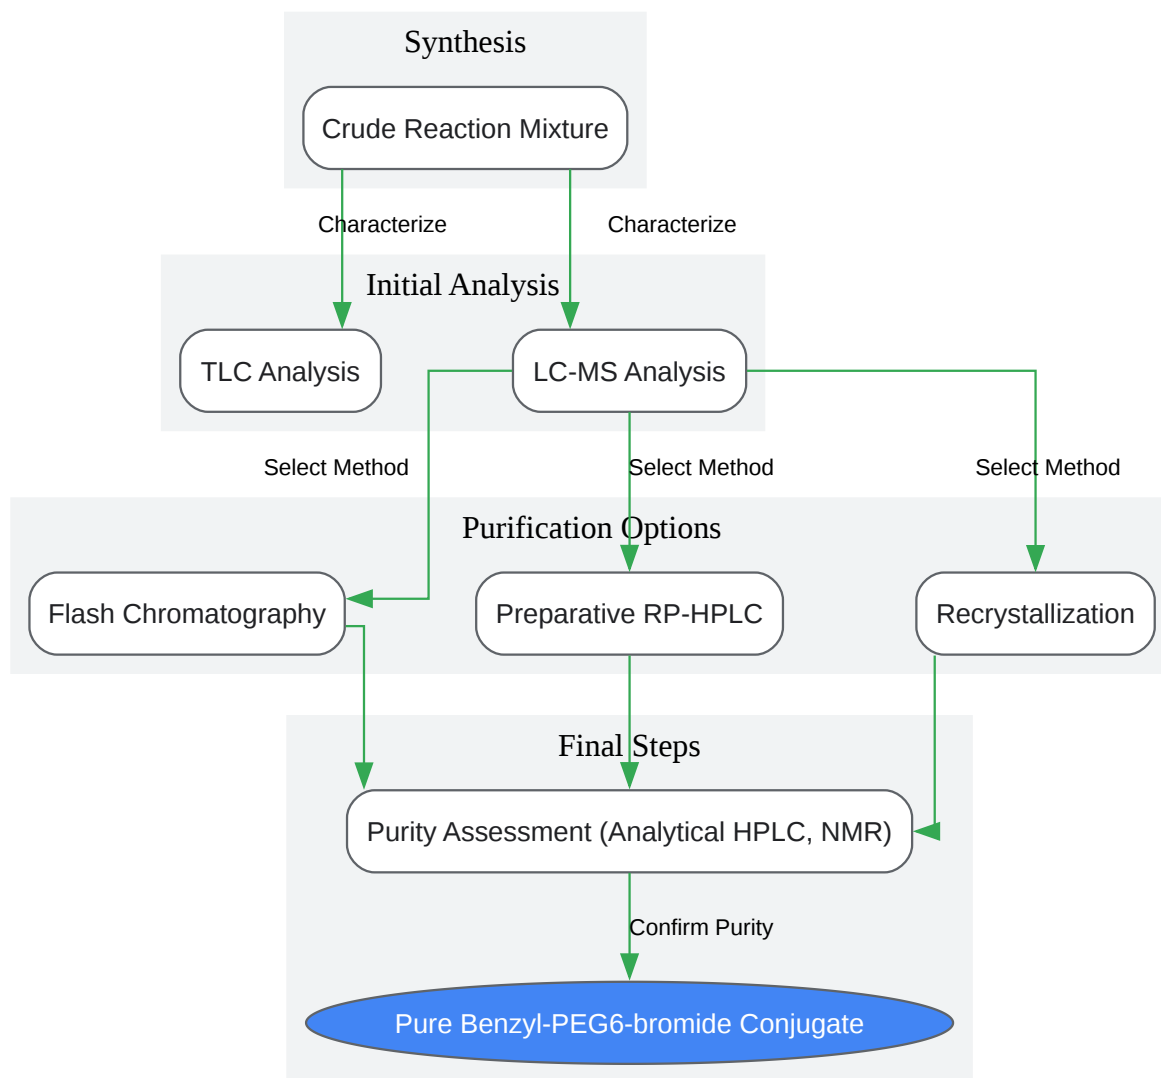 Synthesis
Crude Reaction Mixture
Characterize
Characterize
Initial Analysis
TLC Analysis
LC-MS Analysis
Select Method
Select Method
Select Method
Purification Options
Flash Chromatography
Preparative RP-HPLC
Recrystallization
Final Steps
Purity Assessment (Analytical HPLC, NMR)
Confirm Purity
Pure Benzyl-PEG6-bromide Conjugate